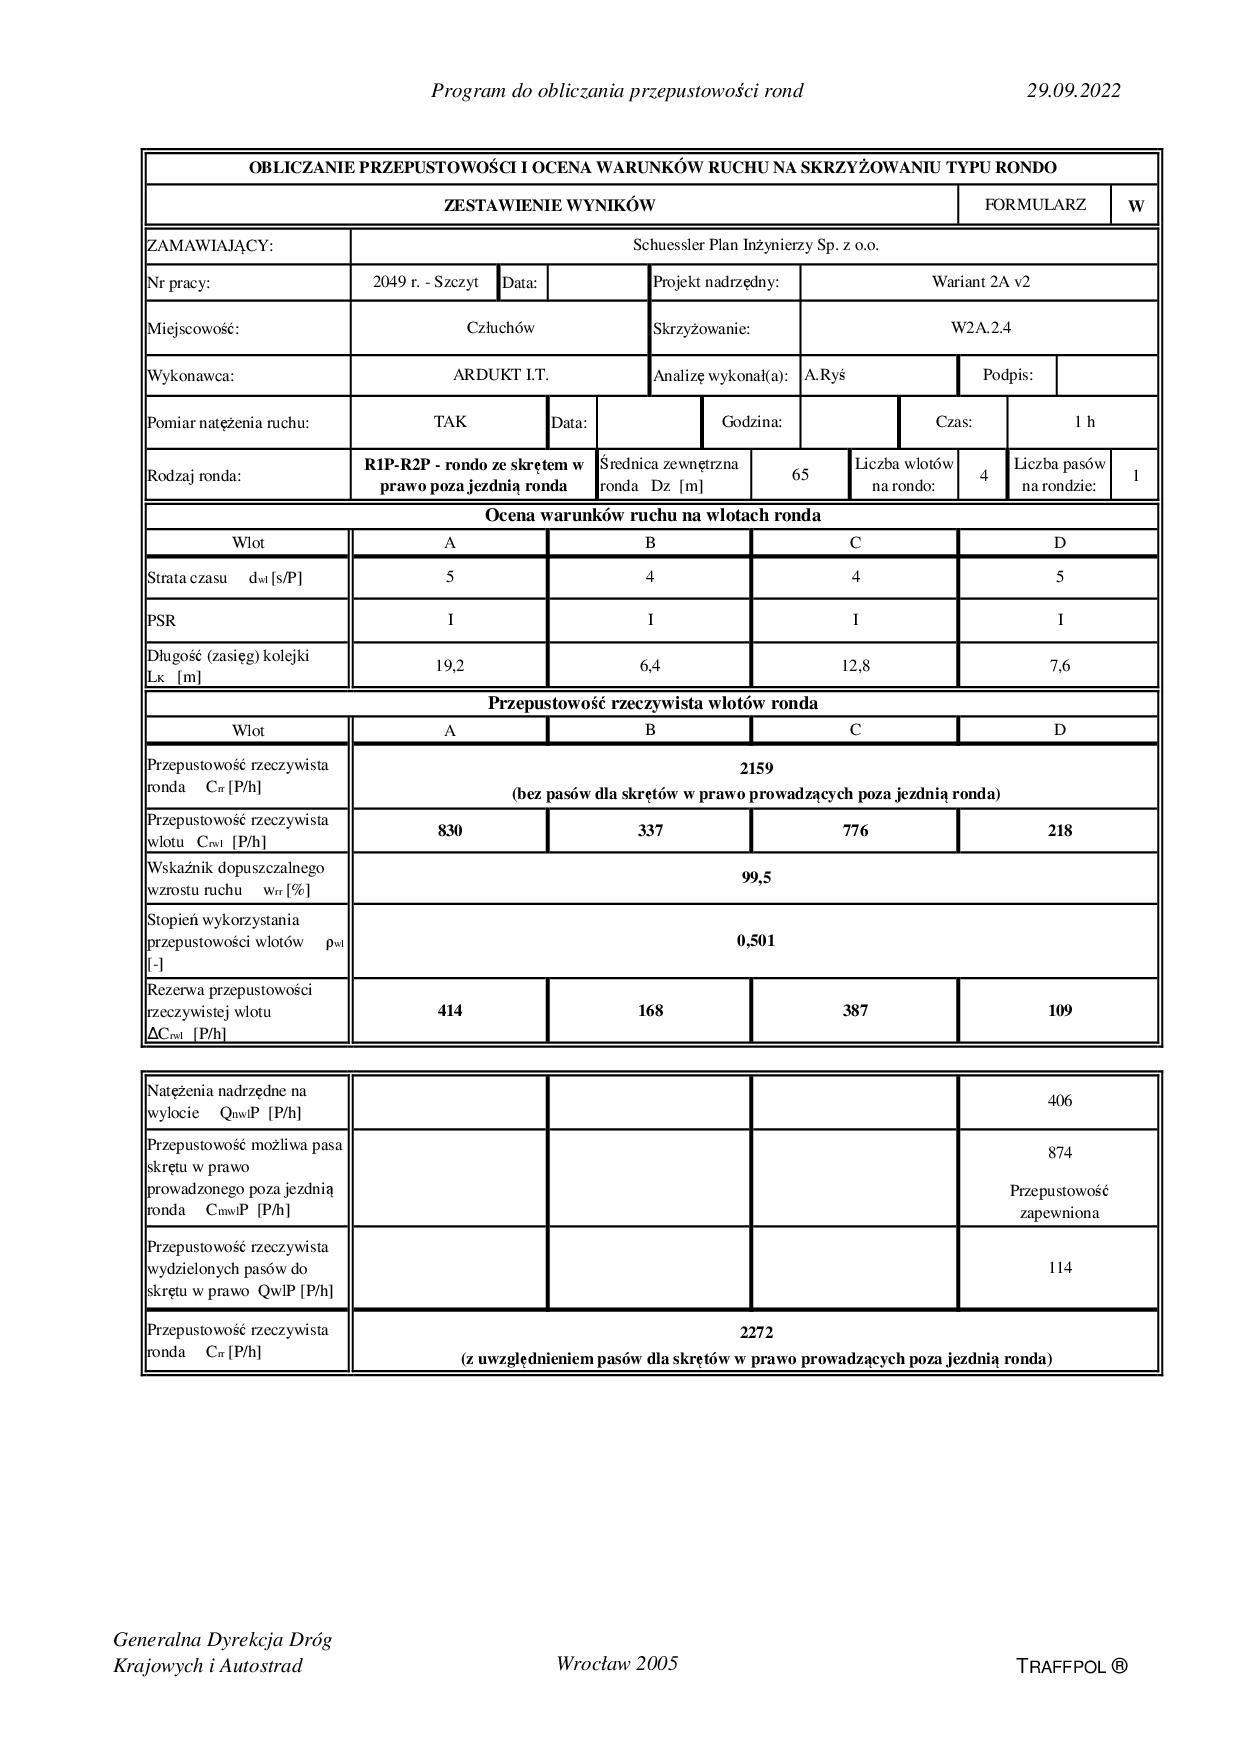 Program do obliczania przepustowości rond 29.09.2022
OBLICZANIE PRZEPUSTOWOŚCI I OCENA WARUNKÓW RUCHU NA SKRZYŻOWANIU TYPU RONDO
ZESTAWIENIE WYNIKÓW FORMULARZ W
ZAMAWIAJĄCY: Schuessler Plan Inżynierzy Sp. z o.o.
Nr pracy: 2049 r. - Szczyt Data: Projekt nadrzędny: Wariant 2A v2
Miejscowość: Człuchów Skrzyżowanie: W2A.2.4
Wykonawca: ARDUKT I.T. Analizę wykonał(a): A.Ryś Podpis:
Pomiar natężenia ruchu: TAK Data: Godzina: Czas: 1 h
Rodzaj ronda: R1P-R2P - rondo ze skrętem w
prawo poza jezdnią ronda
Średnica zewnętrzna
ronda Dz [m] 65
Liczba wlotów
na rondo: 4
Liczba pasów
na rondzie: 1
Ocena warunków ruchu na wlotach ronda
Wlot A B C D
Strata czasu dwl [s/P] 5 4 4 5
PSR I I I I
Długość (zasięg) kolejki
LK [m] 19,2 6,4 12,8 7,6
Przepustowość rzeczywista wlotów ronda
Wlot A B C D
Przepustowość rzeczywista
ronda Crr [P/h]
2159
(bez pasów dla skrętów w prawo prowadzących poza jezdnią ronda)
Przepustowość rzeczywista
wlotu Crwl [P/h] 830 337 776 218
Wskaźnik dopuszczalnego
wzrostu ruchu wrr [%] 99,5
Stopień wykorzystania
przepustowości wlotów ρwl
[-]
0,501
Rezerwa przepustowości
rzeczywistej wlotu
ΔCrwl [P/h]
414 168 387 109
Natężenia nadrzędne na
wylocie QnwlP [P/h] 406
Przepustowość możliwa pasa
skrętu w prawo
prowadzonego poza jezdnią
ronda CmwlP [P/h]
874
Przepustowość
zapewniona
Przepustowość rzeczywista
wydzielonych pasów do
skrętu w prawo QwlP [P/h]
114
Przepustowość rzeczywista
ronda Crr [P/h]
2272
(z uwzględnieniem pasów dla skrętów w prawo prowadzących poza jezdnią ronda)
Generalna Dyrekcja Dróg
Krajowych i Autostrad
Wrocław 2005
TRAFFPOL ®